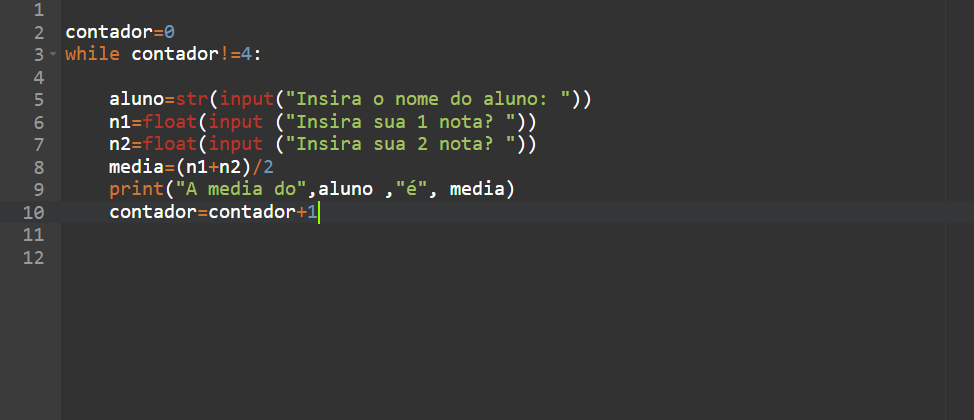 1
2 contador=0
3 while contador!=4:
4
5     aluno=str(input("Insira o nome do aluno: "))
6     n1=float(input ("Insira sua 1 nota? "))
7     n2=float(input ("Insira sua 2 nota? "))
8     media=(n1+n2)/2
9     print("A media do",aluno ,"é", media)
10     contador=contador+1
11
12